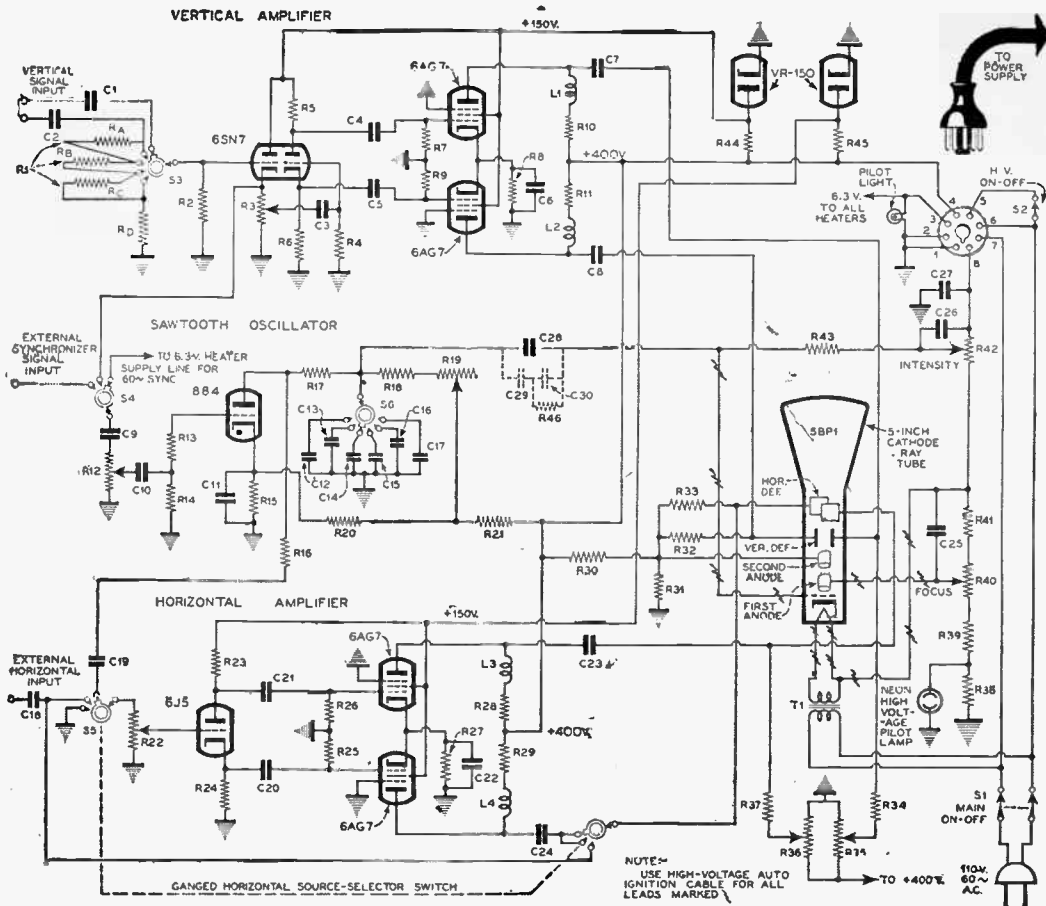 VERTICAL AMPLIFIER
+150V.
VERTICAL
SIGNAL
INPUT
C1
C2
RA
RB
RC
RD
S3
R2
6SN7
R5
R3
C3
R6
R4
C4
C5
6AG7
R7
R9
6AG7
R8
C6
L1
R10
+400V.
R11
L2
C7
C8
VR-150
R44
R45
TO
POWER
SUPPLY
PILOT
LIGHT
6.3 V.
TO ALL
HEATERS
H.V.
ON-OFF
S2
1
2
3
4
5
6
7
8
C27
C26
R42
INTENSITY
R43
SAWTOOTH OSCILLATOR
EXTERNAL
SYNCHRONIZER
SIGNAL
INPUT
TO 6.3V. HEATER
SUPPLY LINE FOR
60~ SYNC
S4
C9
R12
C10
R13
R14
884
C11
R15
R16
R17
R18
R19
S6
C13
C12
C14
C15
C16
C17
R20
R21
C28
C29
C30
R46
5BP1
5-INCH
CATHODE
RAY
TUBE
HOR.
DEF.
VER. DEF.
SECOND
ANODE
FIRST
ANODE
R33
R32
R30
R31
C25
R41
R40
FOCUS
R39
R38
NEON
HIGH
VOLT-
AGE
PILOT
LAMP
T1
HORIZONTAL
AMPLIFIER
EXTERNAL
HORIZONTAL
INPUT
C18
C19
S5
R22
R23
6J5
R24
C21
C20
R26
R25
6AG7
+150V.
6AG7
R27
C22
L3
R28
R29
L4
+400V.
C23
C24
R37
R36
R35
R34
TO +400V.
S1
MAIN
ON-OFF
110V.
60~
A.C.
GANGED HORIZONTAL SOURCE-SELECTOR SWITCH
NOTE:-
USE HIGH-VOLTAGE AUTO
IGNITION CABLE FOR ALL
LEADS MARKED